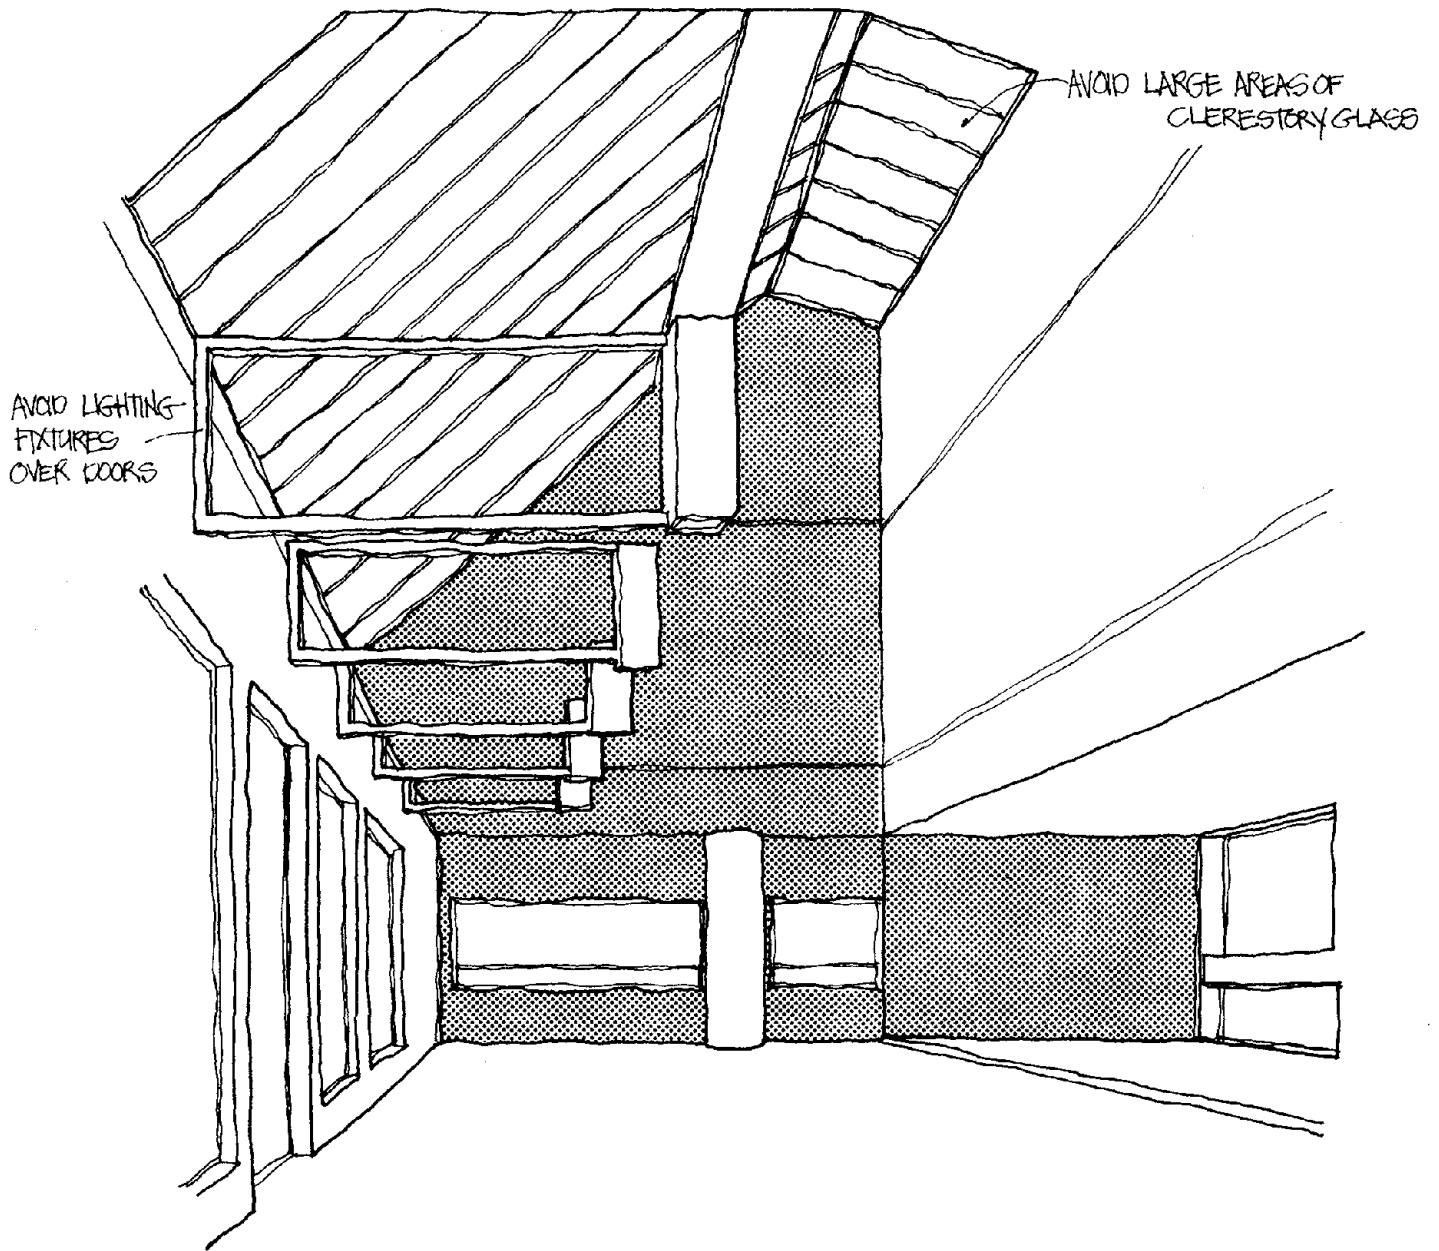 AVOID LARGE AREAS OF
CLERESTORY GLASS
AVOID LIGHTING
FIXTURES
OVER DOORS